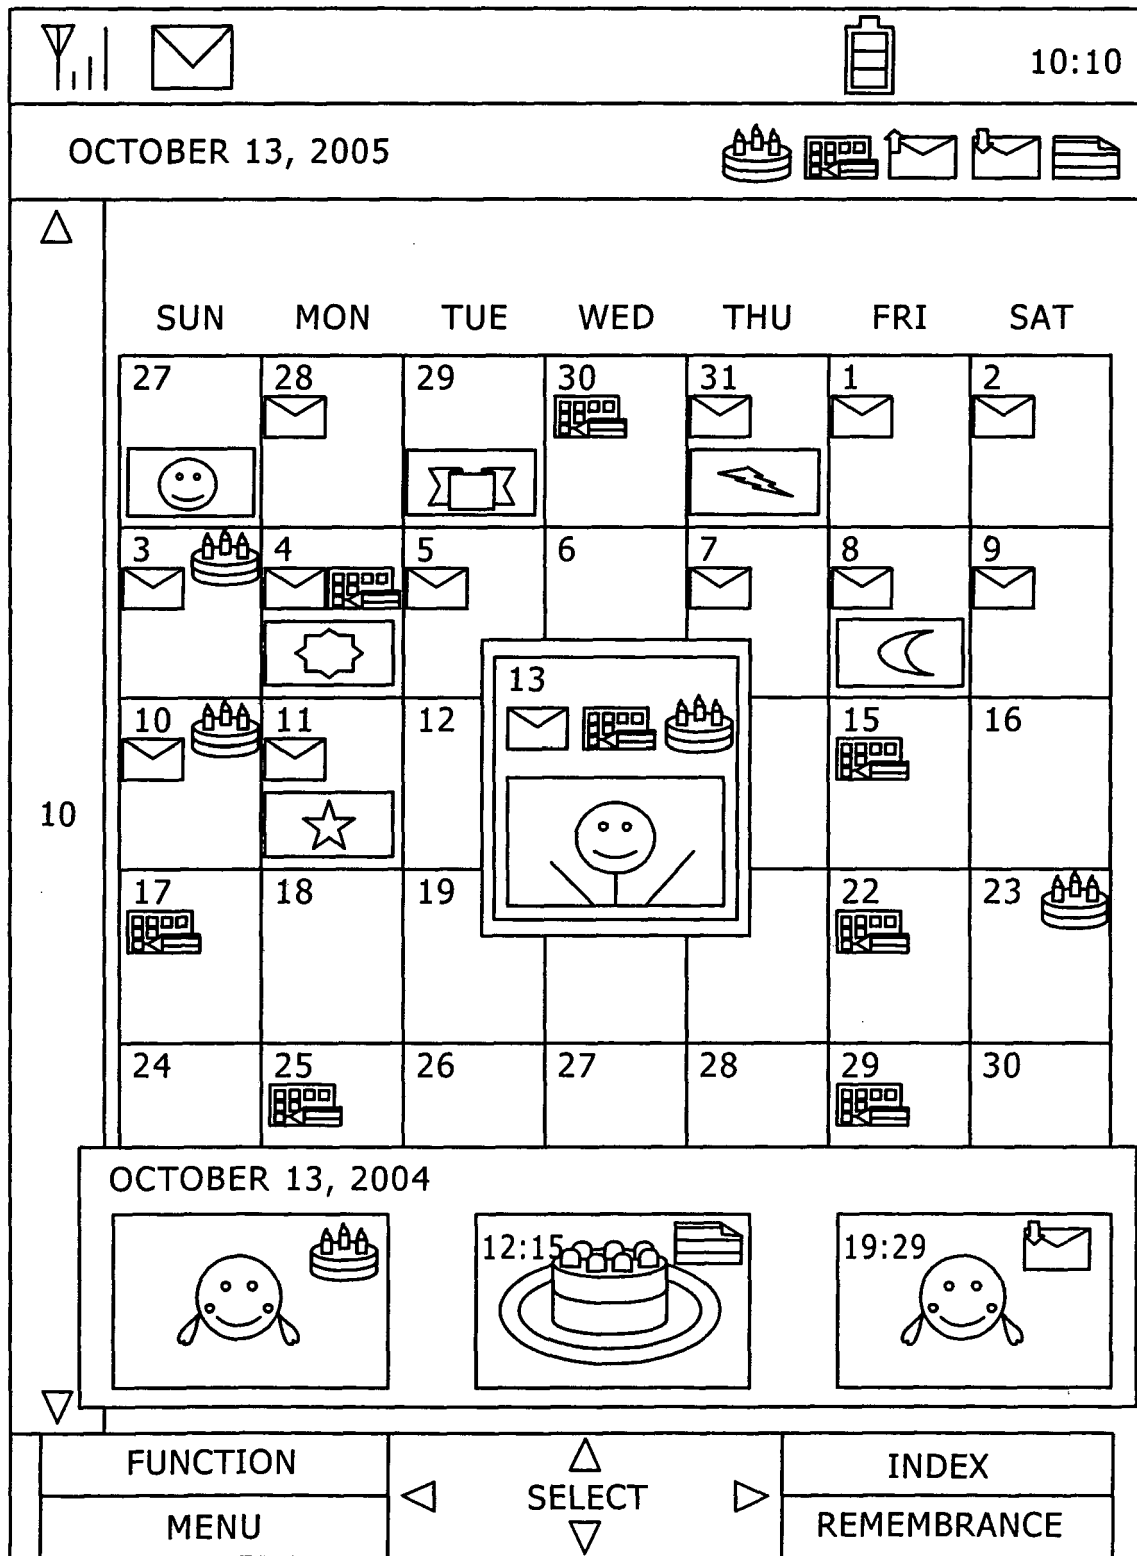 10:10
OCTOBER 13, 2005
SUN MON TUE WED THU FRI SAT
27 28 29 30 31 1 2
3 4 5 6 7 8 9
13
10 11 12 15 16
10
17 18 19 22 23
24 25 26 27 28 29 30
OCTOBER 13, 2004
12:15 19:29
FUNCTION SELECT INDEX
MENU REMEMBRANCE